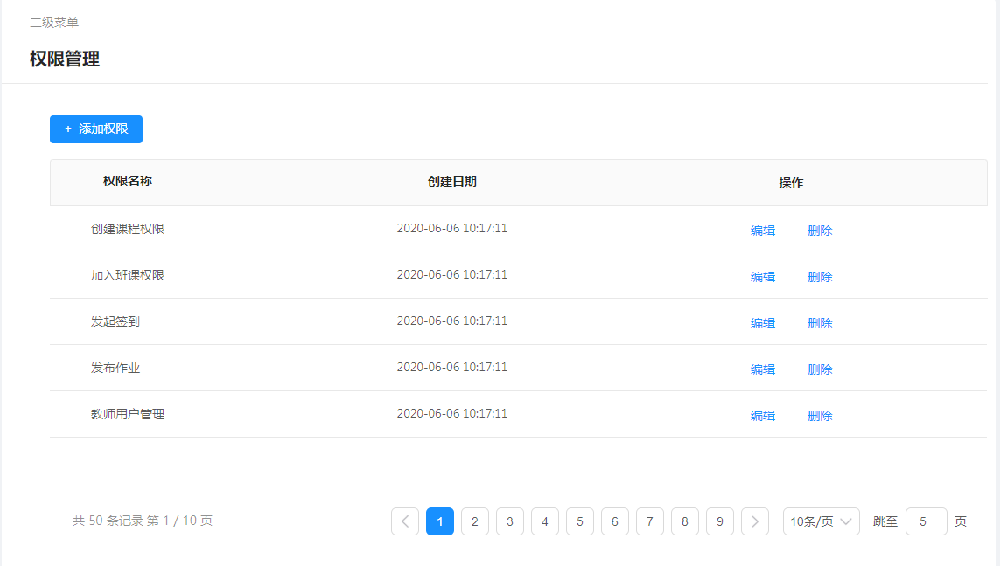 二级菜单
权限管理
+ 添加权限
权限名称 创建日期 操作
创建课程权限 2020-06-06 10:17:11 编辑 删除
加入班课权限 2020-06-06 10:17:11 编辑 删除
发起签到 2020-06-06 10:17:11 编辑 删除
发布作业 2020-06-06 10:17:11 编辑 删除
教师用户管理 2020-06-06 10:17:11 编辑 删除
共 50 条记录 第 1 / 10 页 1 2 3 4 5 6 7 8 9 10条/页 跳至 5 页